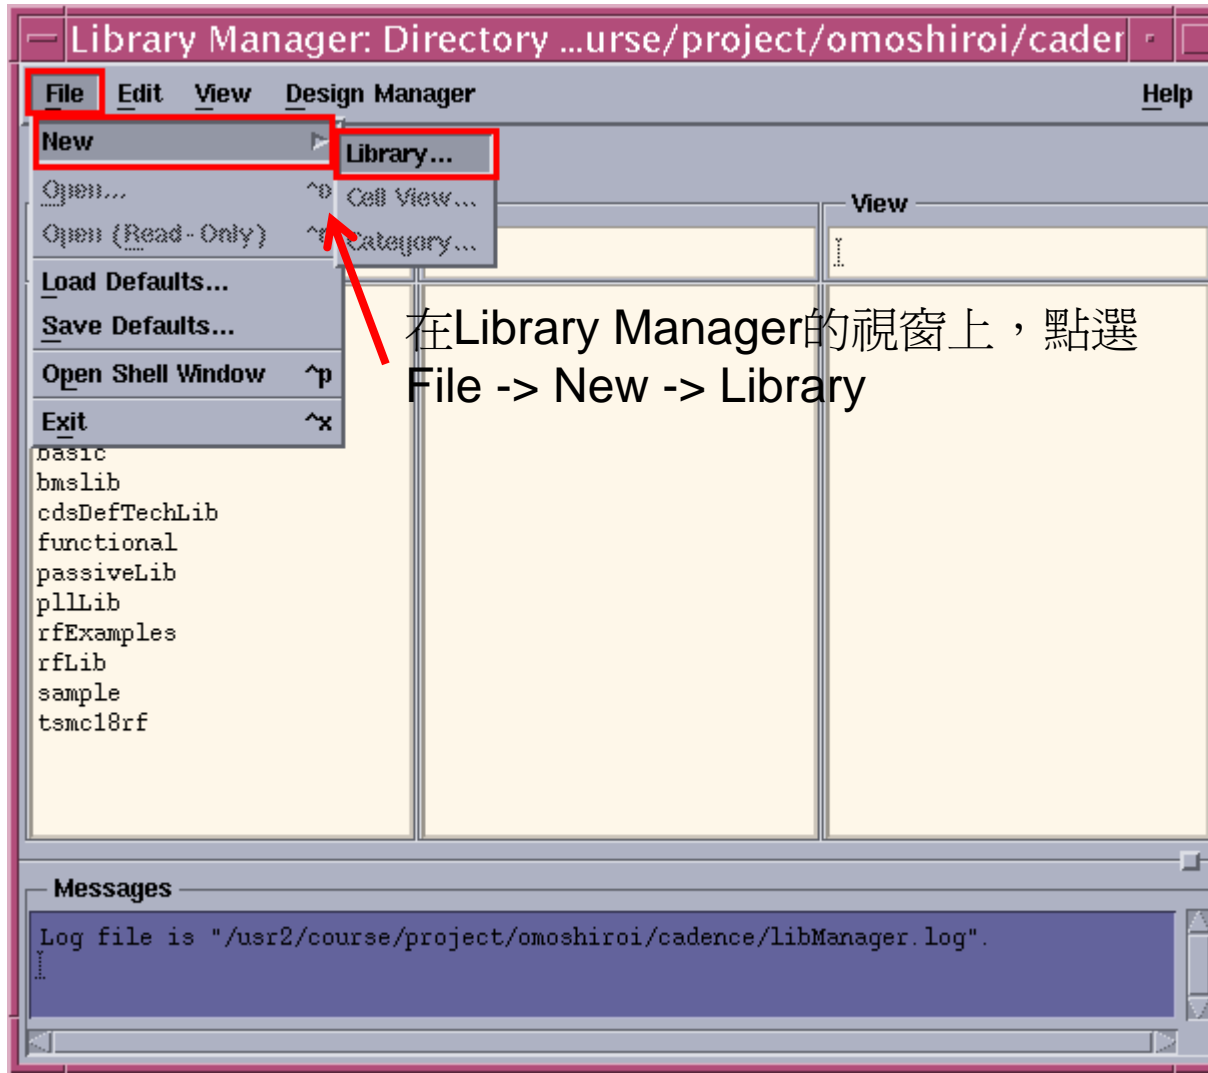 Library Manager: Directory ...urse/project/omoshiroi/cader
File Edit View Design Manager Help
New
Library...
Open... ^o
Cell View...
Open (Read-Only)
Category...
View
Load Defaults...
Save Defaults...
Open Shell Window ^p
Exit ^x
在Library Manager的視窗上，點選
File -> New -> Library
basic
bmslib
cdsDefTechLib
functional
passiveLib
pllLib
rfExamples
rfLib
sample
tsmc18rf
Messages
Log file is "/usr2/course/project/omoshiroi/cadence/libManager.log".